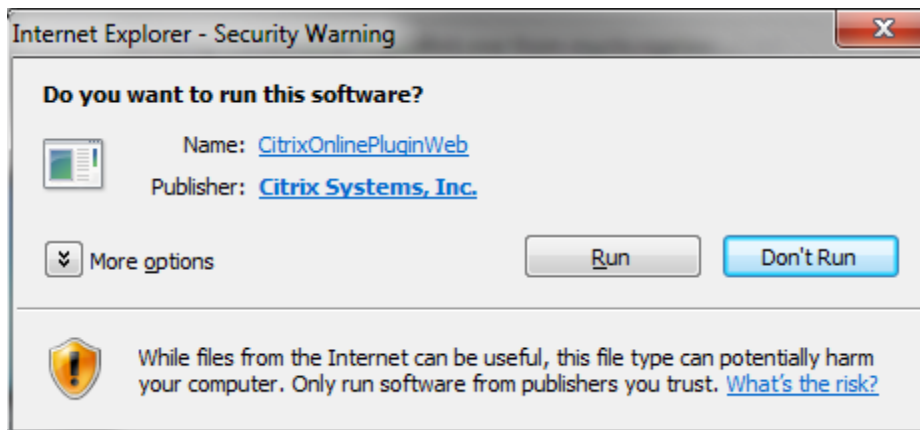 Internet Explorer - Security Warning
Do you want to run this software?
Name: CitrixOnlinePluginWeb
Publisher: Citrix Systems, Inc.
More options
Run
Don't Run
While files from the Internet can be useful, this file type can potentially harm
your computer. Only run software from publishers you trust. What's the risk?